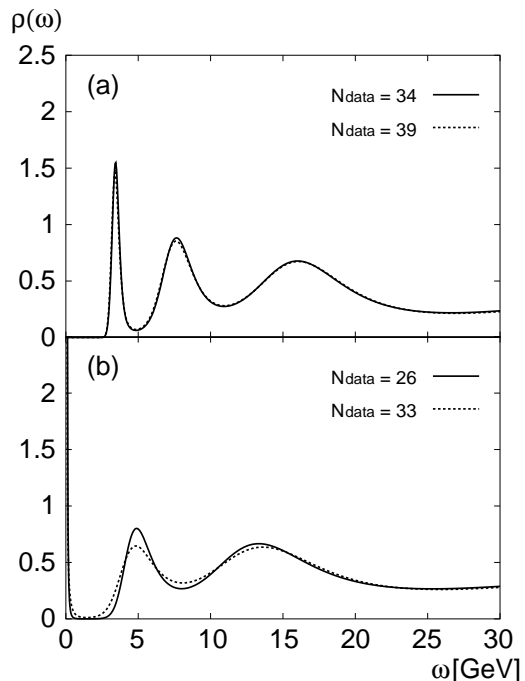 ρ(ω)
2.5
(a)
Ndata = 34
2
Ndata = 39
1.5
1
0.5
0
(b)
Ndata = 26
2
Ndata = 33
1.5
1
0.5
0
0 5 10 15 20 25 30
ω[GeV]